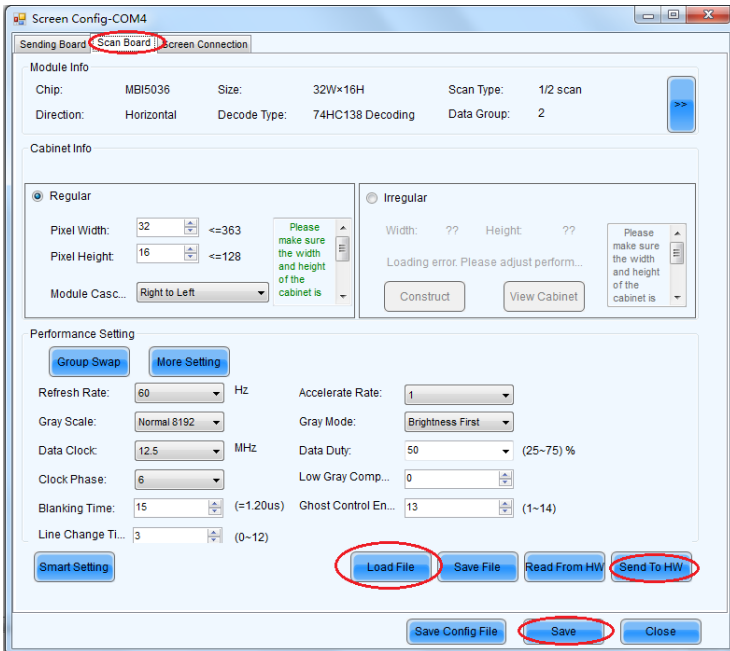 Screen Config-COM4
Sending Board Scan Board Screen Connection
Module Info
Chip: MBI5036 Size: 32W×16H Scan Type: 1/2 scan
>>
Direction: Horizontal Decode Type: 74HC138 Decoding Data Group: 2
Cabinet Info
Regular
Pixel Width: 32 <=363
Pixel Height: 16 <=128
Module Casc... Right to Left
Please
make sure
the width
and height
of the
cabinet is
Irregular
Width: ?? Height: ??
Loading error. Please adjust perform...
Construct View Cabinet
Please
make sure
the width
and height
of the
cabinet is
Performance Setting
Group Swap More Setting
Refresh Rate: 60 Hz Accelerate Rate: 1
Gray Scale: Normal 8192 Gray Mode: Brightness First
Data Clock: 12.5 MHz Data Duty: 50 (25~75) %
Clock Phase: 6 Low Gray Comp... 0
Blanking Time: 15 (=1.20us) Ghost Control En... 13 (1~14)
Line Change Ti... 3 (0~12)
Smart Setting Load File Save File Read From HW Send To HW
Save Config File Save Close